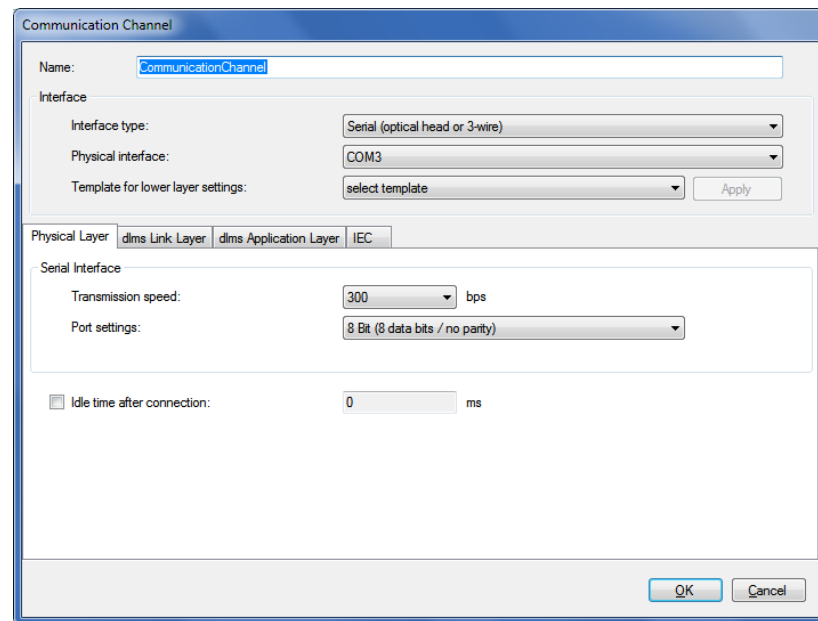 Communication Channel
Name: CommunicationChannel
Interface
Interface type: Serial (optical head or 3-wire)
Physical interface: COM3
Template for lower layer settings: select template Apply
Physical Layer dlms Link Layer dlms Application Layer IEC
Serial Interface
Transmission speed: 300 bps
Port settings: 8 Bit (8 data bits / no parity)
Idle time after connection: 0 ms
OK Cancel